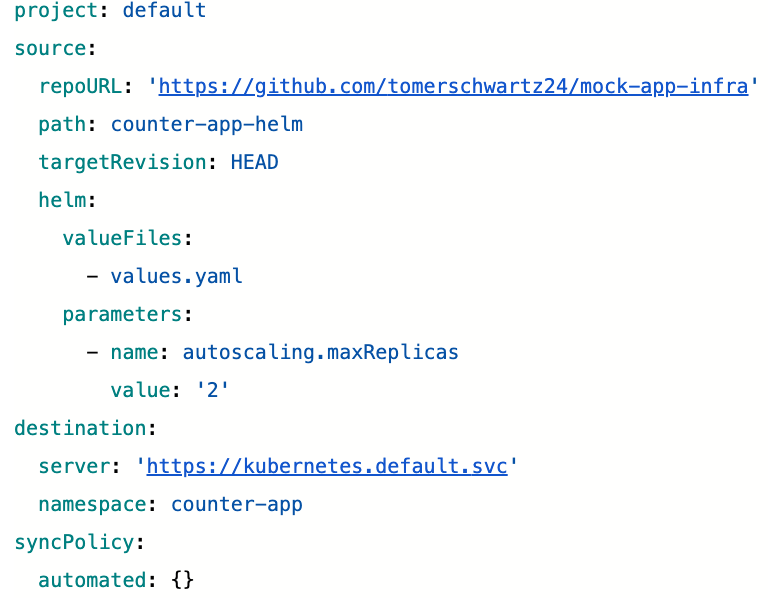 project: default
source:
  repoURL: 'https://github.com/tomerschwartz24/mock-app-infra'
  path: counter-app-helm
  targetRevision: HEAD
  helm:
    valueFiles:
      - values.yaml
    parameters:
      - name: autoscaling.maxReplicas
        value: '2'
destination:
  server: 'https://kubernetes.default.svc'
  namespace: counter-app
syncPolicy:
  automated: {}